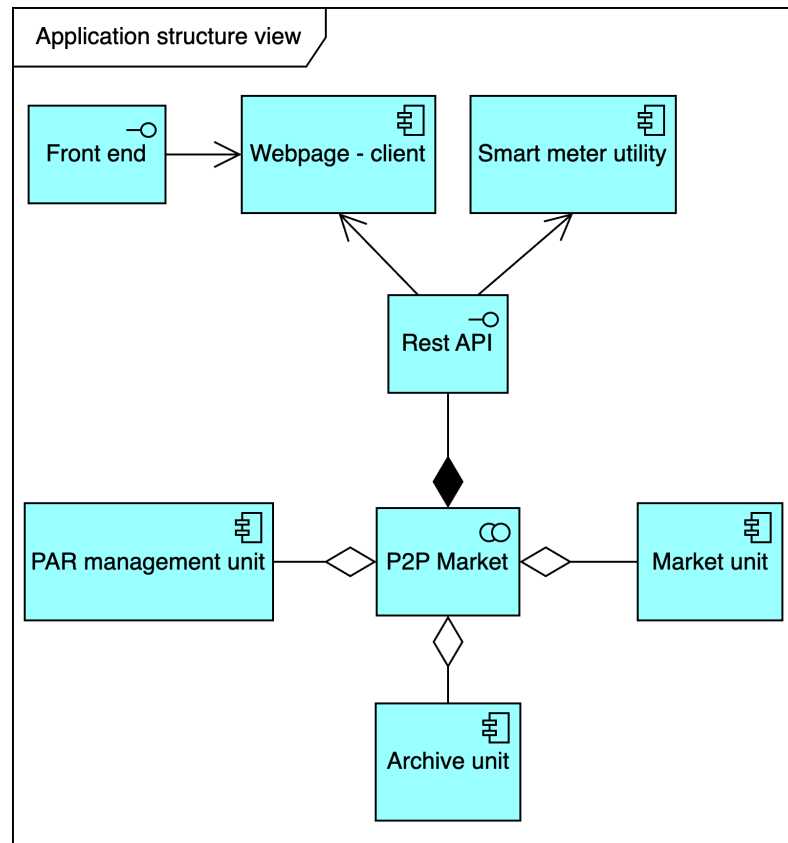 Application structure view
Front end
Webpage - client
Smart meter utility
Rest API
PAR management unit
P2P Market
Market unit
Archive unit